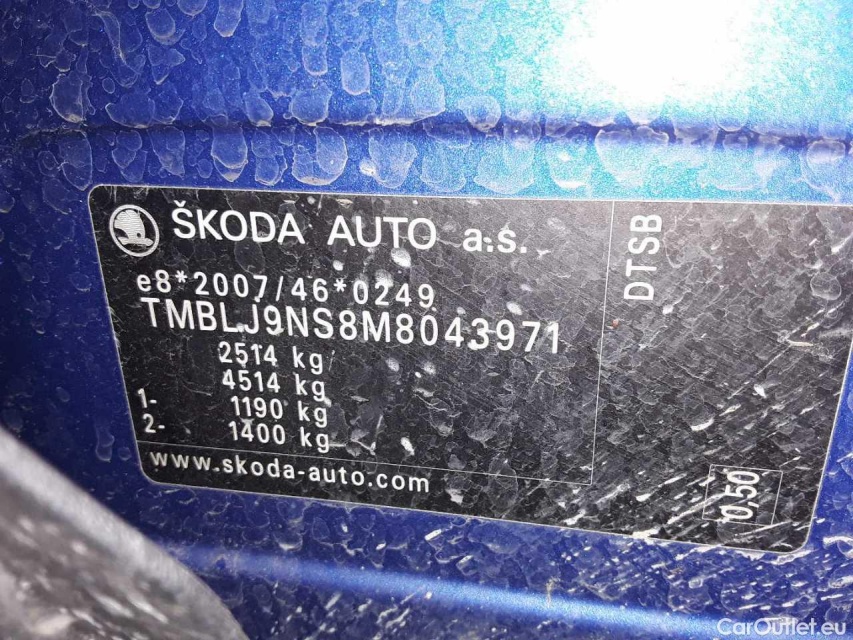 ŠKODA AUTO a.s.
e8*2007/46*0249
TMBLJ9NS8M8043971
2514 kg
4514 kg
1- 1190 kg
2- 1400 kg
www.skoda-auto.com
DTSB
0,50
CarOutlet.eu